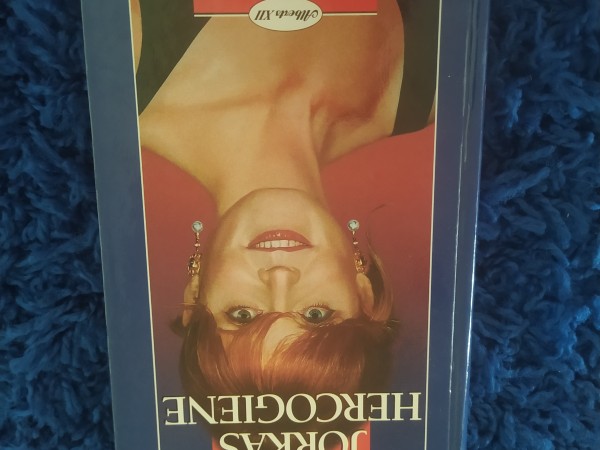 JORKAS
HERCOGIENE
Alberts XII